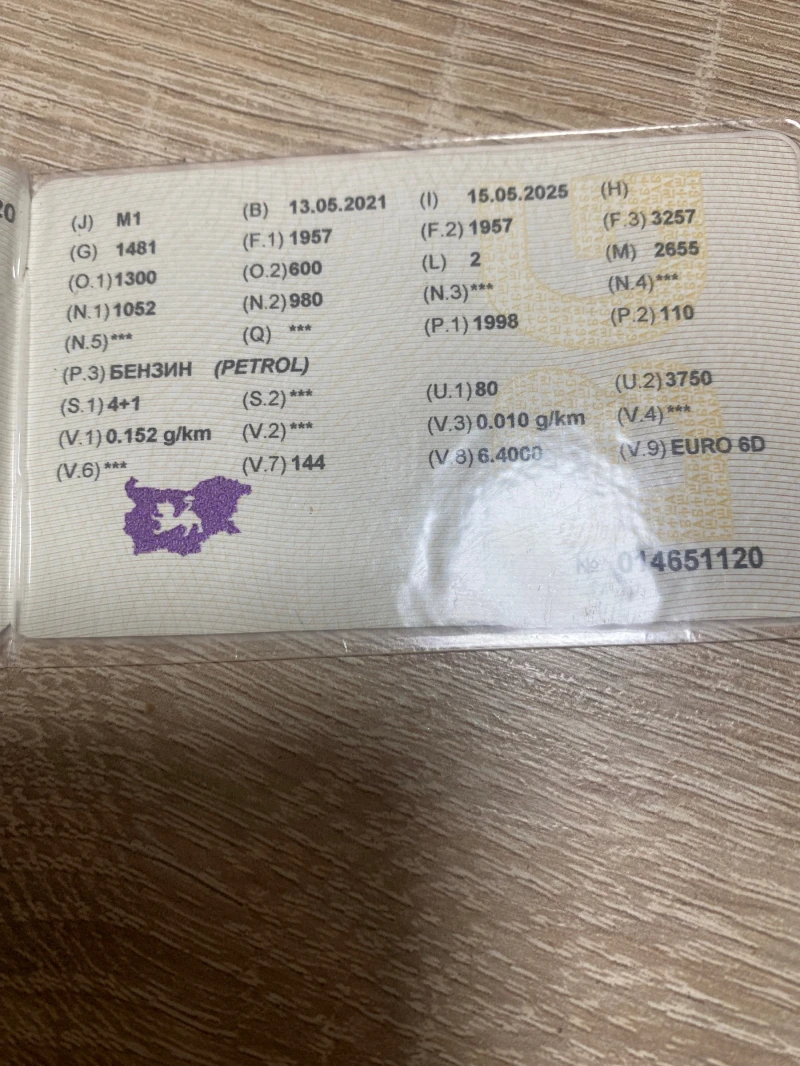 20
(J) M1 (B) 13.05.2021 (I) 15.05.2025 (H)
(G) 1481 (F.1) 1957 (F.2) 1957 (F.3) 3257
(O.1) 1300 (O.2) 600 (L) 2 (M) 2655
(N.1) 1052 (N.2) 980 (N.3) *** (N.4) ***
(N.5) *** (Q) *** (P.1) 1998 (P.2) 110
(P.3) БЕНЗИН (PETROL)
(S.1) 4+1 (S.2) *** (U.1) 80 (U.2) 3750
(V.1) 0.152 g/km (V.2) *** (V.3) 0.010 g/km (V.4) ***
(V.6) *** (V.7) 144 (V.8) 6.4000 (V.9) EURO 6D
№ 014651120